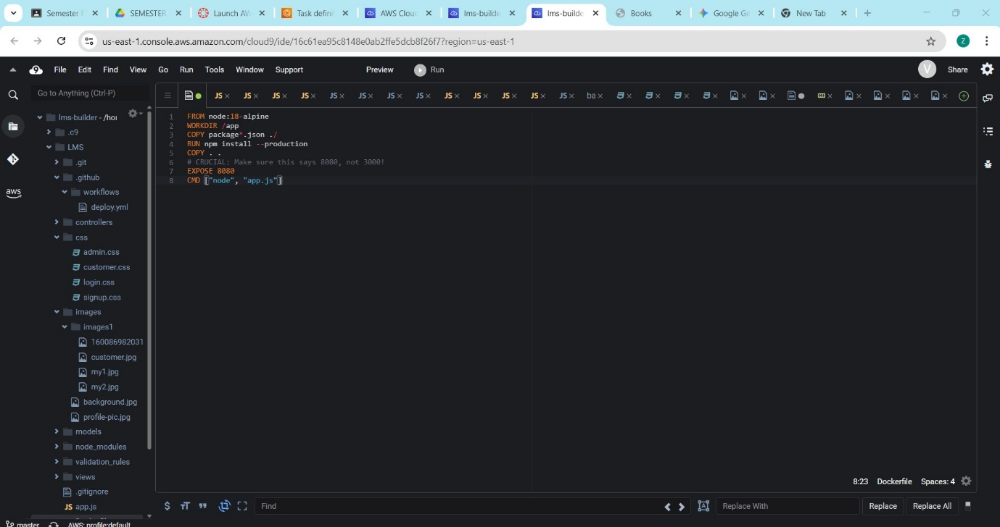 Semester
SEMESTER
Launch AW
Task defini
AWS Cloud
lms-builde
lms-builde
Books
Google Ge
New Tab
us-east-1.console.aws.amazon.com/cloud9/ide/16c61ea95c8148e0ab2ffe5dcb8f26f7?region=us-east-1
Z
9 File Edit Find View Go Run Tools Window Support Preview Run V Share
Go to Anything (Ctrl-P)
JS JS JS JS JS JS JS JS JS JS JS JS JS ba
lms-builder - /hor
.c9
LMS
.git
.github
workflows
deploy.yml
controllers
css
admin.css
customer.css
login.css
signup.css
images
images1
160086982031
customer.jpg
my1.jpg
my2.jpg
background.jpg
profile-pic.jpg
models
node_modules
validation_rules
views
.gitignore
JS app.js
aws
1 FROM node:18-alpine
2 WORKDIR /app
3 COPY package*.json ./
4 RUN npm install --production
5 COPY . .
6 # CRUCIAL: Make sure this says 8080, not 3000!
7 EXPOSE 8080
8 CMD ["node", "app.js"]
8:23 Dockerfile Spaces: 4
Find
Replace With
Replace
Replace All
master AWS: profile:default